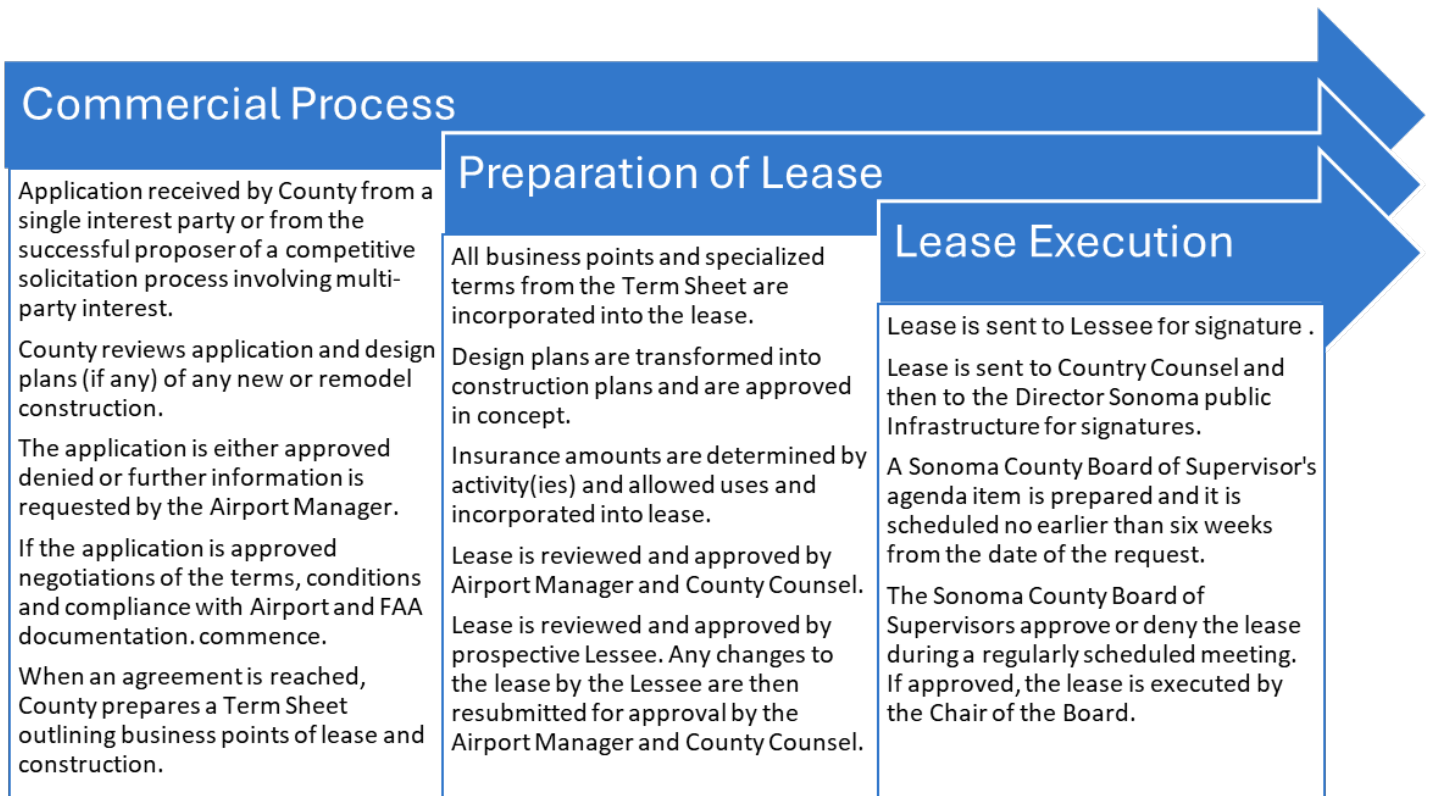 Commercial Process
Application received by County from a
single interest party or from the
successful proposer of a competitive
solicitation process involving multi-
party interest.
County reviews application and design
plans (if any) of any new or remodel
construction.
The application is either approved
denied or further information is
requested by the Airport Manager.
If the application is approved
negotiations of the terms, conditions
and compliance with Airport and FAA
documentation. commence.
When an agreement is reached,
County prepares a Term Sheet
outlining business points of lease and
construction.
Preparation of Lease
All business points and specialized
terms from the Term Sheet are
incorporated into the lease.
Design plans are transformed into
construction plans and are approved
in concept.
Insurance amounts are determined by
activity(ies) and allowed uses and
incorporated into lease.
Lease is reviewed and approved by
Airport Manager and County Counsel.
Lease is reviewed and approved by
prospective Lessee. Any changes to
the lease by the Lessee are then
resubmitted for approval by the
Airport Manager and County Counsel.
Lease Execution
Lease is sent to Lessee for signature .
Lease is sent to Country Counsel and
then to the Director Sonoma public
Infrastructure for signatures.
A Sonoma County Board of Supervisor's
agenda item is prepared and it is
scheduled no earlier than six weeks
from the date of the request.
The Sonoma County Board of
Supervisors approve or deny the lease
during a regularly scheduled meeting.
If approved, the lease is executed by
the Chair of the Board.